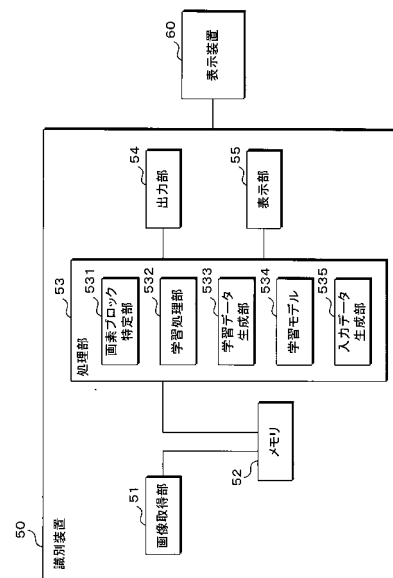 50
識別装置
51
画像取得部
52
メモリ
53
処理部
531
画素ブロック
特定部
532
学習処理部
533
学習データ
生成部
534
学習モデル
535
入力データ
生成部
54
出力部
55
表示部
60
表示装置